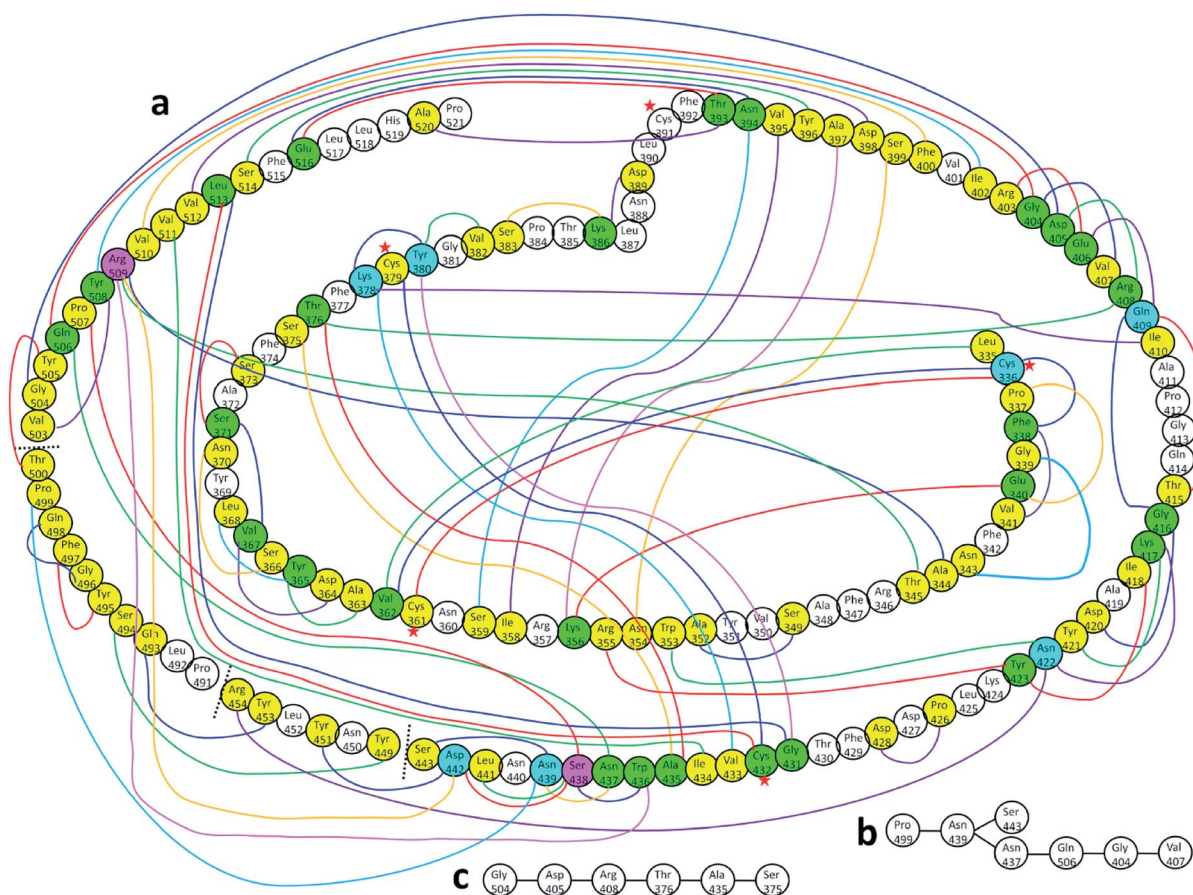 a
Leu 335
Cys 336
Pro 337
Phe 338
Gly 339
Glu 340
Val 341
Phe 342
Asn 343
Ala 344
Thr 345
Arg 346
Phe 347
Ala 348
Ser 349
Val 350
Tyr 351
Ala 352
Trp 353
Asn 354
Arg 355
Lys 356
Arg 357
Ile 358
Ser 359
Asn 360
Cys 361
Val 362
Ala 363
Asp 364
Tyr 365
Ser 366
Val 367
Leu 368
Tyr 369
Asn 370
Ser 371
Ala 372
Ser 373
Phe 374
Ser 375
Thr 376
Phe 377
Lys 378
Cys 379
Tyr 380
Gly 381
Val 382
Ser 383
Pro 384
Thr 385
Lys 386
Leu 387
Asn 388
Asp 389
Leu 390
Cys 391
Phe 392
Thr 393
Asn 394
Val 395
Tyr 396
Ala 397
Asp 398
Ser 399
Phe 400
Val 401
Ile 402
Arg 403
Gly 404
Asp 405
Glu 406
Val 407
Arg 408
Gln 409
Ile 410
Ala 411
Pro 412
Gly 413
Gln 414
Thr 415
Gly 416
Lys 417
Ile 418
Ala 419
Asp 420
Tyr 421
Asn 422
Tyr 423
Lys 424
Leu 425
Pro 426
Asp 427
Asp 428
Phe 429
Thr 430
Gly 431
Cys 432
Val 433
Ile 434
Ala 435
Trp 436
Asn 437
Ser 438
Asn 439
Asn 440
Leu 441
Asp 442
Ser 443
Tyr 449
Asn 450
Tyr 451
Leu 452
Tyr 453
Arg 454
Pro 491
Leu 492
Gln 493
Ser 494
Tyr 495
Gly 496
Phe 497
Gln 498
Pro 499
Thr 500
Val 503
Gly 504
Tyr 505
Gln 506
Pro 507
Tyr 508
Arg 509
Val 510
Val 511
Val 512
Leu 513
Ser 514
Phe 515
Glu 516
Leu 517
Leu 518
His 519
Ala 520
Pro 521
b
Pro 499
Asn 439
Ser 443
Asn 437
Gln 506
Gly 404
Val 407
c
Gly 504
Asp 405
Arg 408
Thr 376
Ala 435
Ser 375